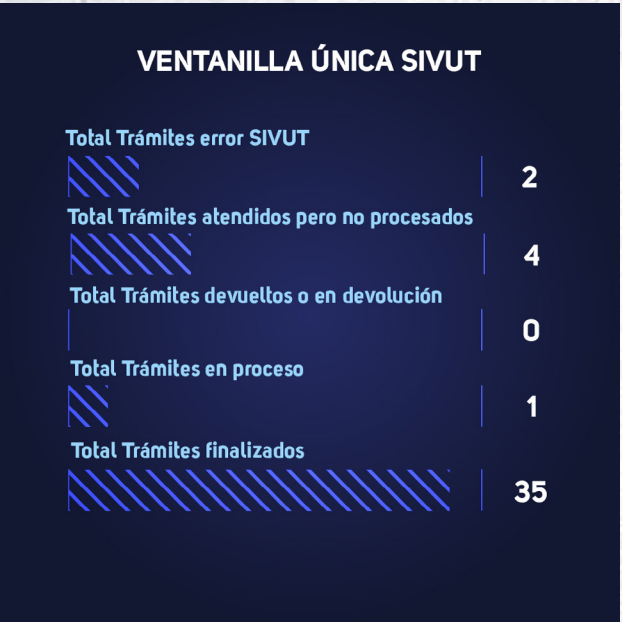 VENTANILLA ÚNICA SIVUT
Total Trámites error SIVUT
2
Total Trámites atendidos pero no procesados
4
Total Trámites devueltos o en devolución
0
Total Trámites en proceso
1
Total Trámites finalizados
35